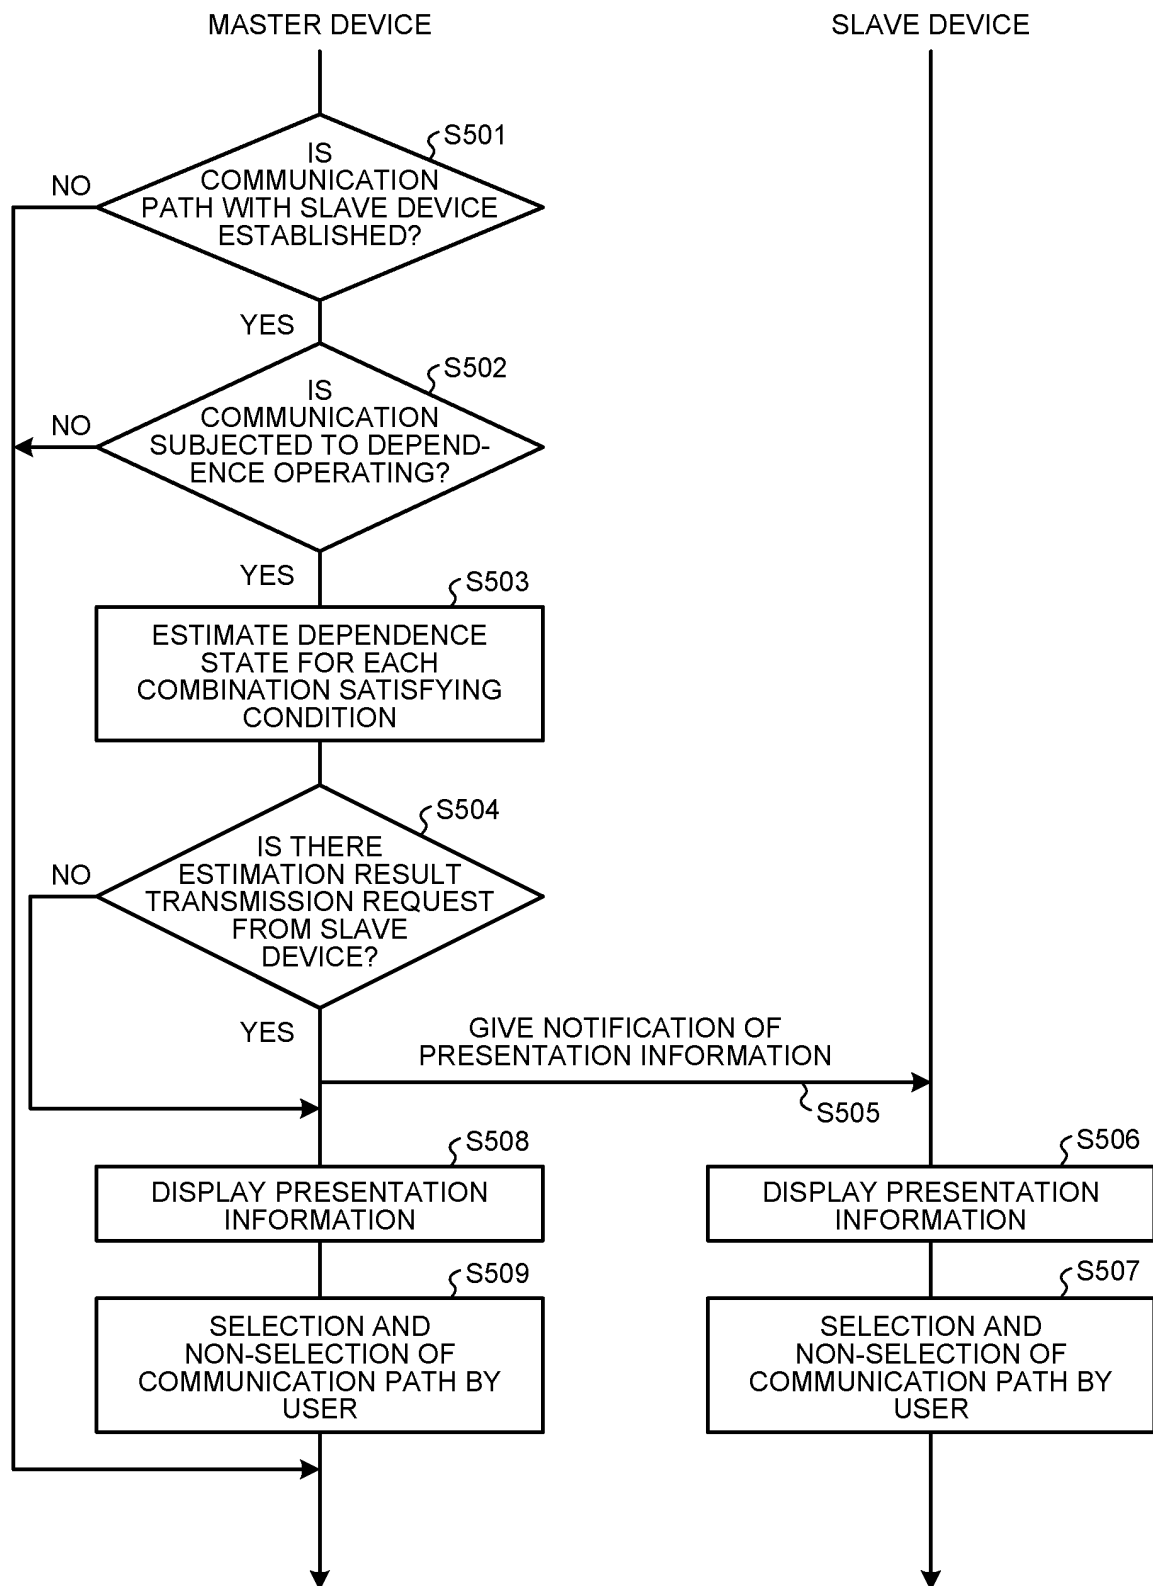 MASTER DEVICE
SLAVE DEVICE
S501
IS
COMMUNICATION
PATH WITH SLAVE DEVICE
ESTABLISHED?
NO
YES
S502
IS
COMMUNICATION
SUBJECTED TO DEPEND-
ENCE OPERATING?
NO
YES
S503
ESTIMATE DEPENDENCE
STATE FOR EACH
COMBINATION SATISFYING
CONDITION
S504
IS THERE
ESTIMATION RESULT
TRANSMISSION REQUEST
FROM SLAVE
DEVICE?
NO
YES
GIVE NOTIFICATION OF
PRESENTATION INFORMATION
S505
S508
DISPLAY PRESENTATION
INFORMATION
S506
DISPLAY PRESENTATION
INFORMATION
S509
SELECTION AND
NON-SELECTION OF
COMMUNICATION PATH BY
USER
S507
SELECTION AND
NON-SELECTION OF
COMMUNICATION PATH BY
USER